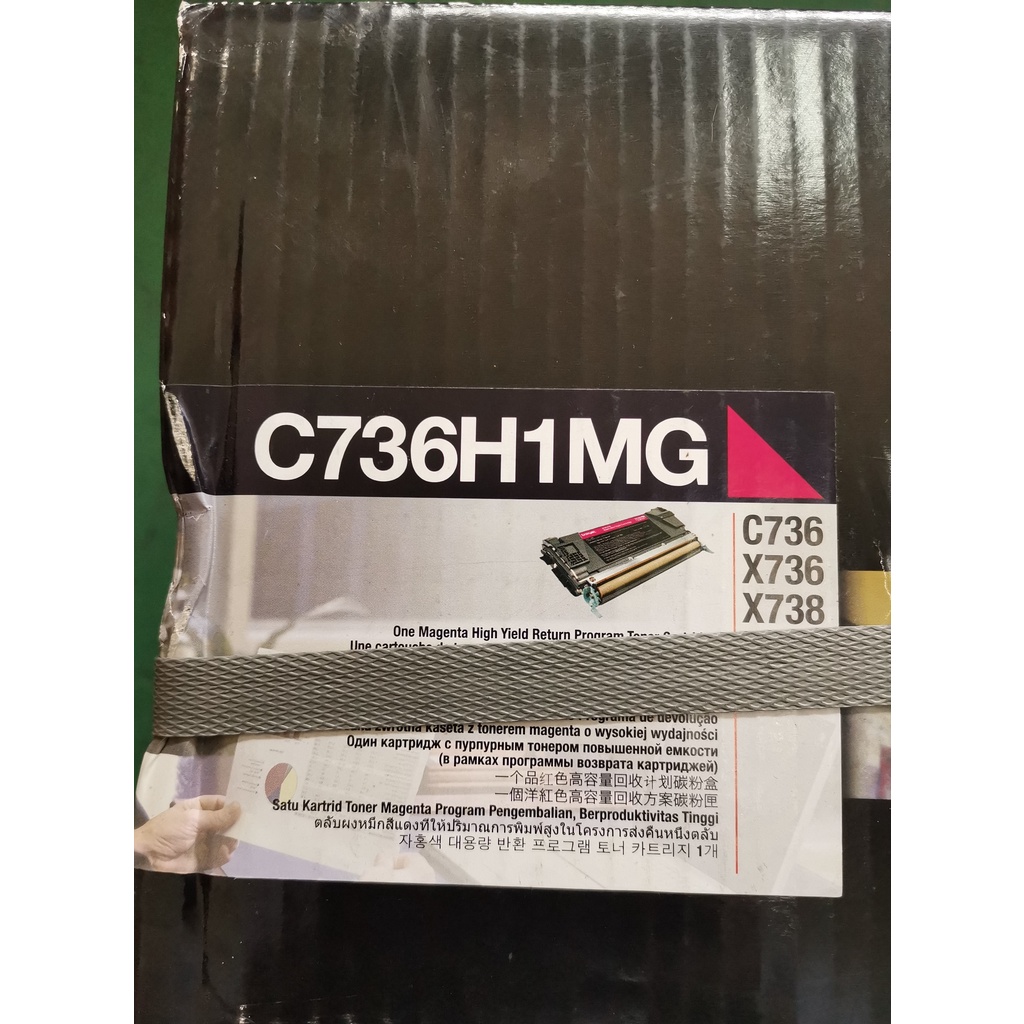 C736H1MG
C736
X736
X738
One Magenta High Yield Return Program Toner
Une cartouche
Programa de devolução
zwrotna kaseta z tonerem magenta o wysokiej wydajności
Один картридж с пурпурным тонером повышенной емкости
(в рамках программы возврата картриджей)
一个品红色高容量回收计划碳粉盒
一個洋紅色高容量回收方案碳粉匣
Satu Kartrid Toner Magenta Program Pengembalian, Berproduktivitas Tinggi
ตลับผงหมึกสีแดงที่ให้ปริมาณการพิมพ์สูงในโครงการส่งคืนหนึ่งตลับ
자홍색 대용량 반환 프로그램 토너 카트리지 1개